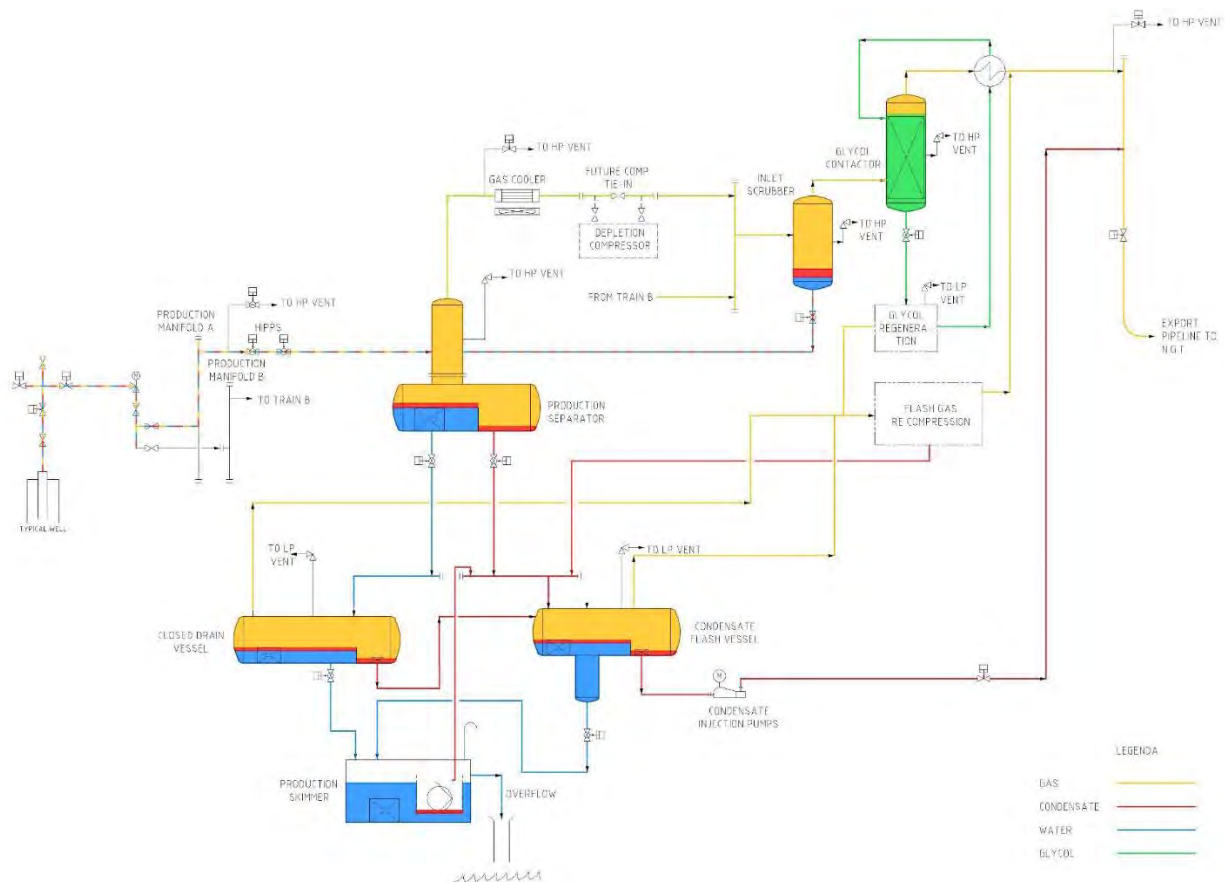 TO HP VENT
TO HP VENT
GAS COOLER
FUTURE COMP
TIE-IN
DEPLETION
COMPRESSOR
INLET
SCRUBBER
GLYCOL
CONTACTOR
TO HP
VENT
TO HP
VENT
TO HP VENT
FROM TRAIN B
TO LP
VENT
GLYCOL
REGENERA-
TION
PRODUCTION
MANIFOLD A
TO HP VENT
HIPPS
PRODUCTION
MANIFOLD B
M
TO TRAIN B
EXPORT
PIPELINE TO
N.G.T.
PRODUCTION
SEPARATOR
FLASH GAS
RE COMPRESSION
TYPICAL WELL
TO LP
VENT
TO LP VENT
CLOSED DRAIN
VESSEL
CONDENSATE
FLASH VESSEL
M
CONDENSATE
INJECTION PUMPS
PRODUCTION
SKIMMER
OVERFLOW
LEGENDA
GAS
CONDENSATE
WATER
GLYCOL